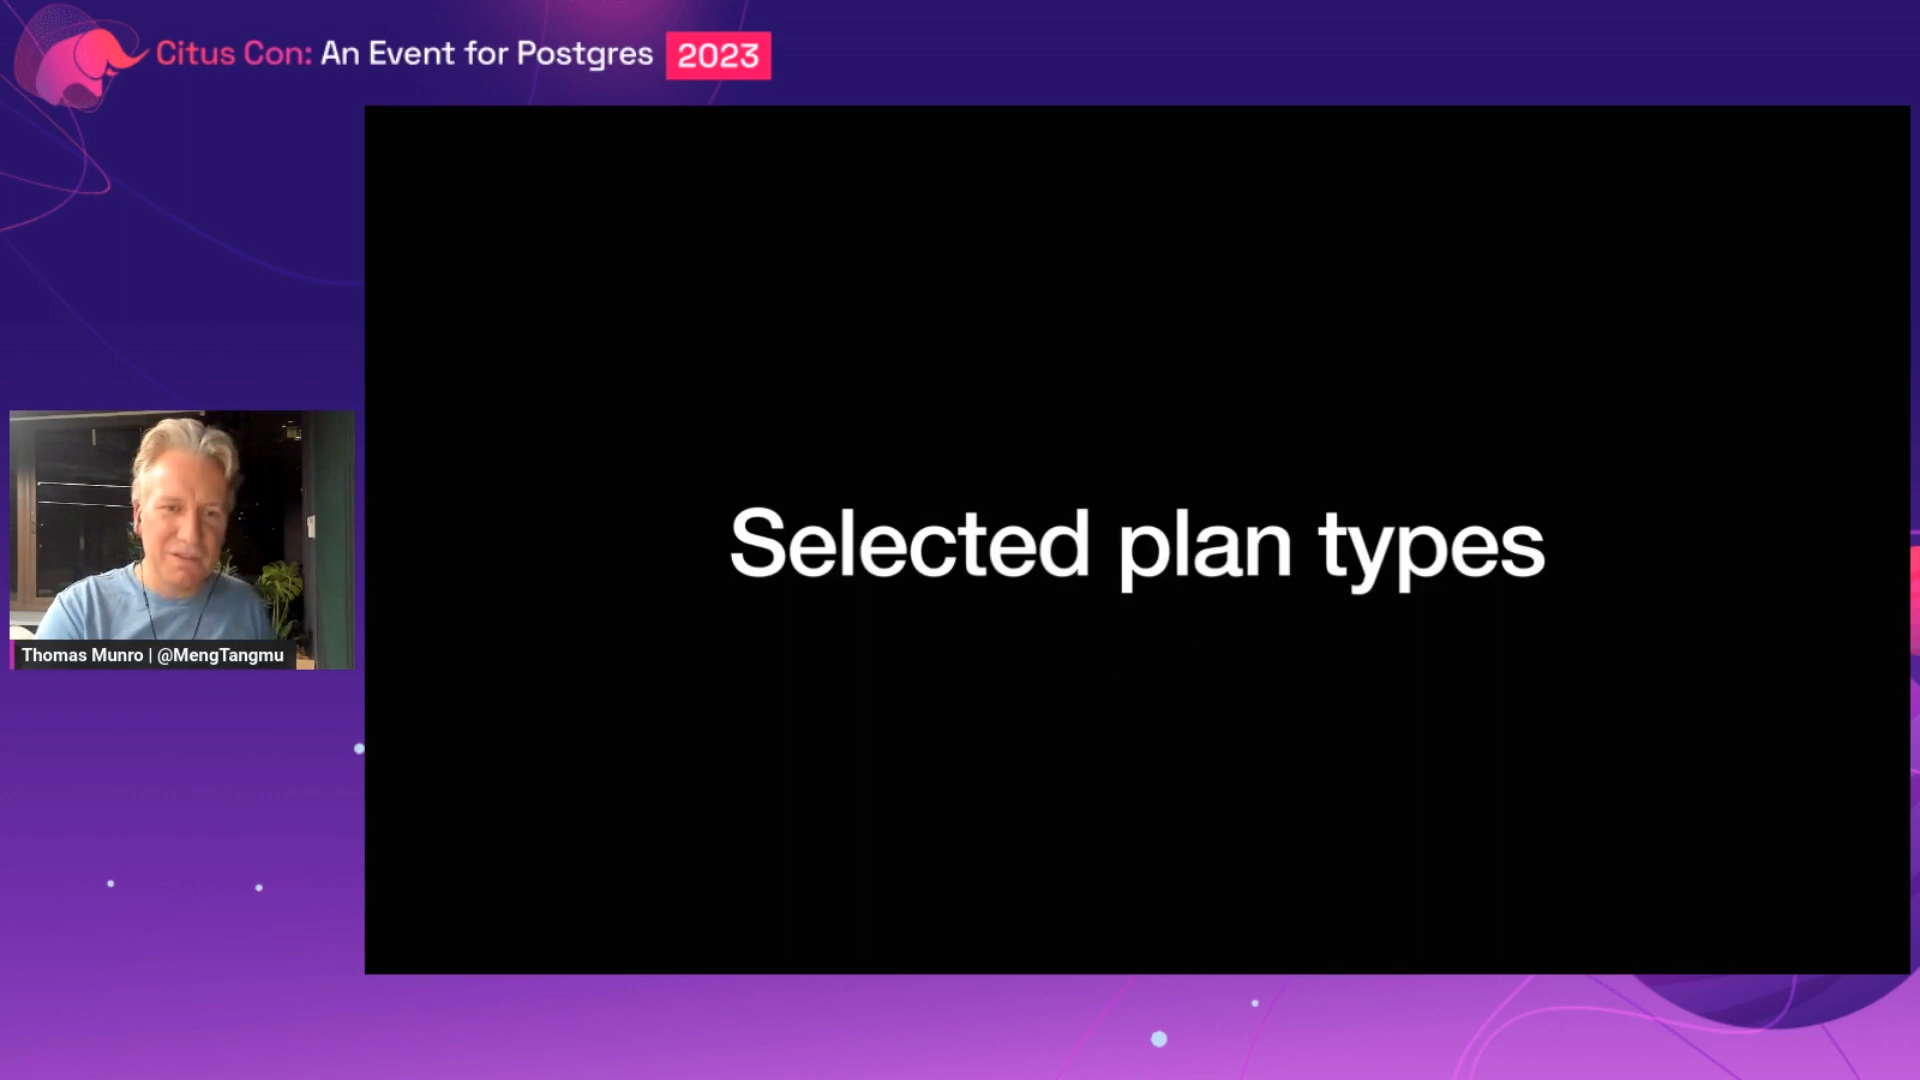 Citus Con: An Event for Postgres 2023
Selected plan types
Thomas Munro | @MengTangmu